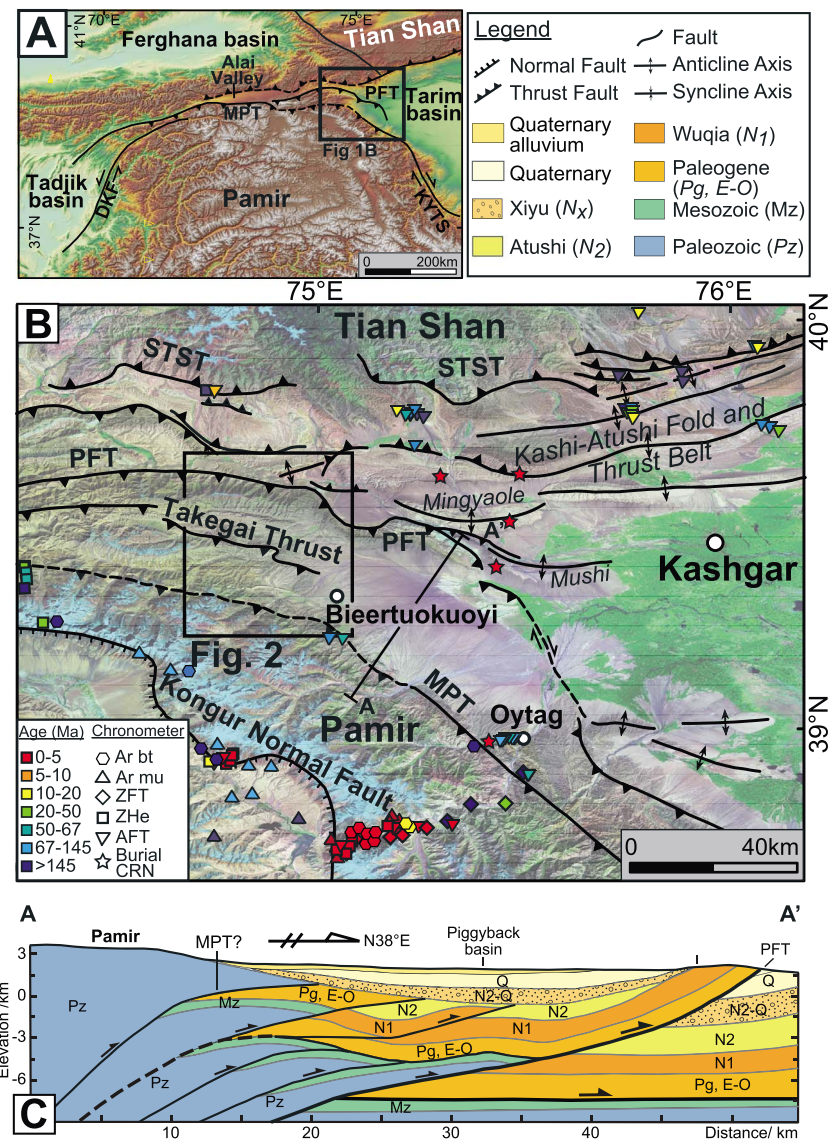 A
70°E
75°E
41°N
Ferghana basin
Tian Shan
Alai
Valley
PFT
MPT
Tarim
basin
Fig 1B
Tadjik
basin
DKF
Pamir
KYTS
37°N
0 200km
Legend
Normal Fault
Thrust Fault
Fault
Anticline Axis
Syncline Axis
Quaternary
alluvium
Quaternary
Xiyu (Nx)
Atushi (N2)
Wuqia (N1)
Paleogene
(Pg, E-O)
Mesozoic (Mz)
Paleozoic (Pz)
75°E
76°E
40°N
B
Tian Shan
STST
STST
Kashi-Atushi Fold and
Thrust Belt
PFT
Mingyaole
Takegai Thrust
PFT
A'
Mushi
Kashgar
Bieertuokuoyi
Fig. 2
A
MPT
Kongur Normal Fault
Pamir
Oytag
39°N
Age (Ma) Chronometer
0-5 Ar bt
5-10 Ar mu
10-20 ZFT
20-50 ZHe
50-67 AFT
67-145 Burial
>145 CRN
0 40km
A
A'
Pamir
MPT?
N38°E
Piggyback
basin
PFT
3
0
-3
-6
Elevation /km
Pz
Mz
Pg, E-O
Q
N2-Q
N2
N2
N1
N1
Pg, E-O
Pz
Pz
Mz
Q
N2-Q
N2
N1
Pg, E-O
C
10 20 30 40 Distance/ km